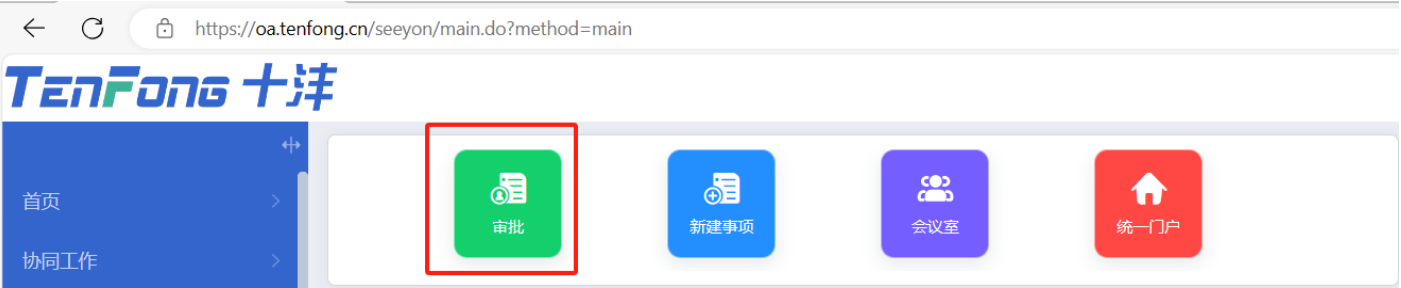 https://oa.tenfong.cn/seeyon/main.do?method=main
TENFONG 十沣
审批
新建事项
会议室
统一门户
首页
协同工作